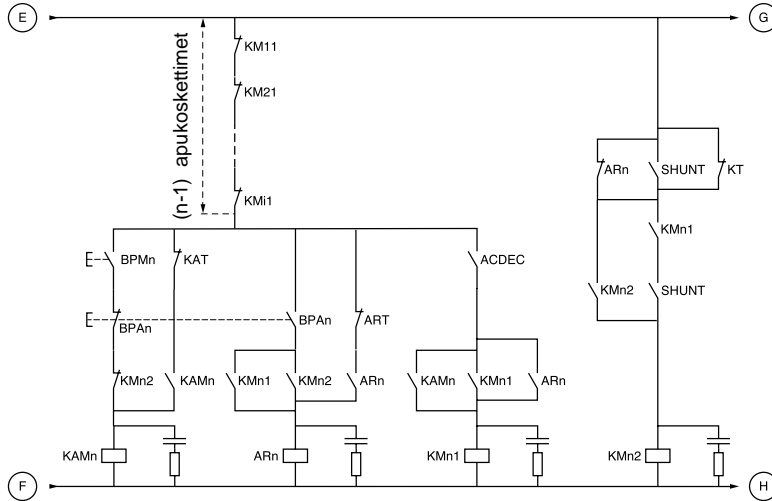 E
G
KM11
KM21
(n-1) apukoskettimet
KMi1
ARn
SHUNT
KT
KMn1
BPMn
KAT
ACDEC
KMn2
SHUNT
BPAn
BPAn
ART
KMn2
KAMn
KMn1
KMn2
ARn
KAMn
KMn1
ARn
KAMn
ARn
KMn1
KMn2
F
H